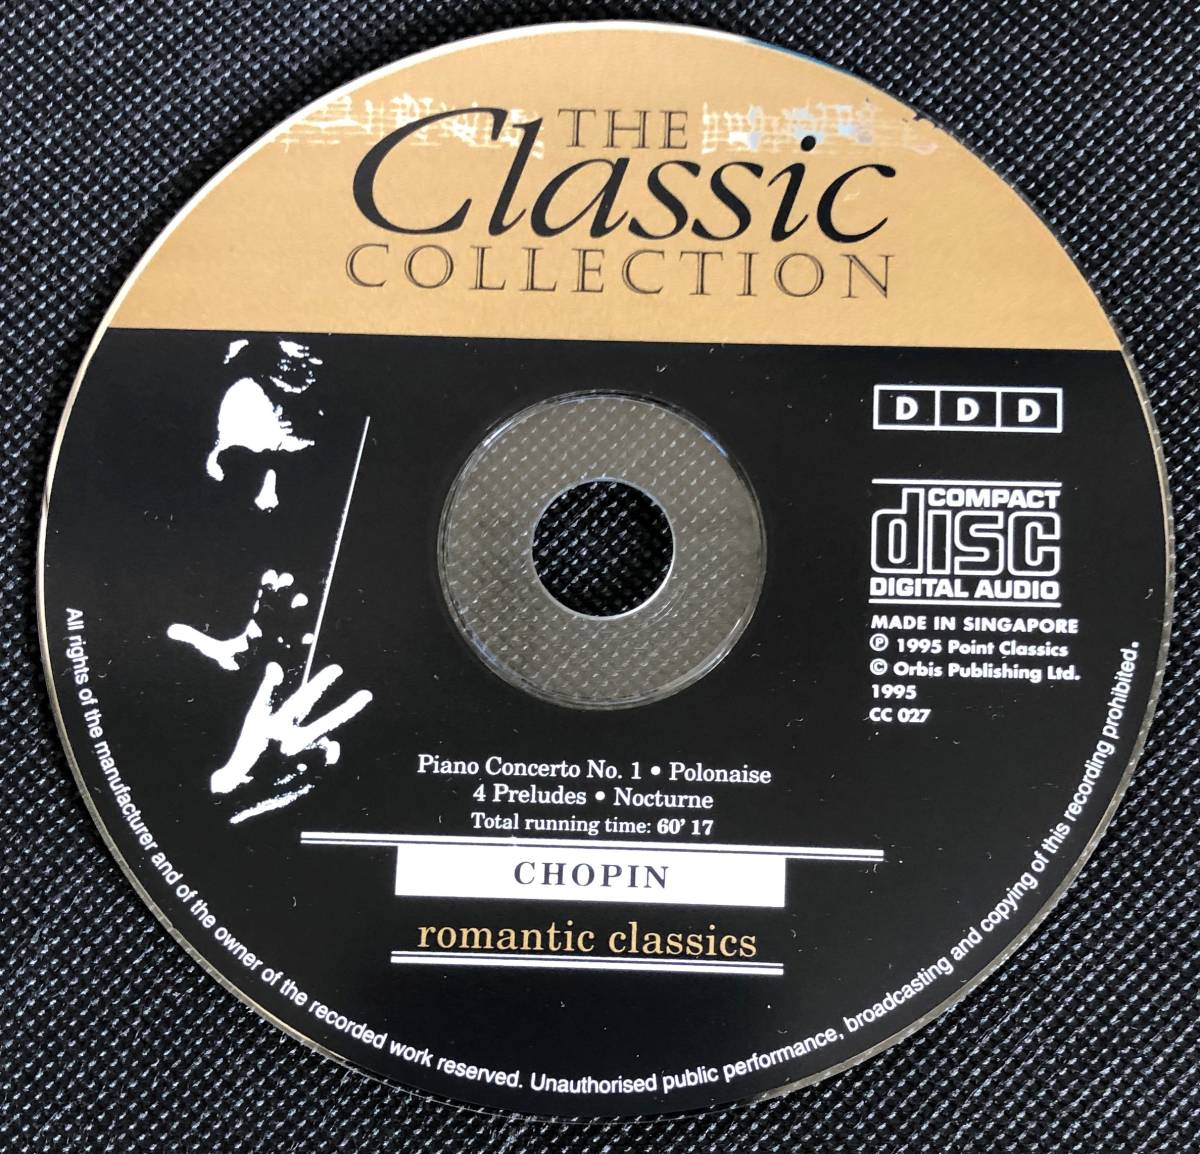 THE
Classic
COLLECTION
D D D
COMPACT
disc
DIGITAL AUDIO
MADE IN SINGAPORE
℗ 1995 Point Classics
© Orbis Publishing Ltd.
1995
CC 027
Piano Concerto No. 1 • Polonaise
4 Preludes • Nocturne
Total running time: 60' 17
CHOPIN
romantic classics
All rights of the manufacturer and of the owner of the recorded work reserved. Unauthorised public performance, broadcasting and copying of this recording prohibited.